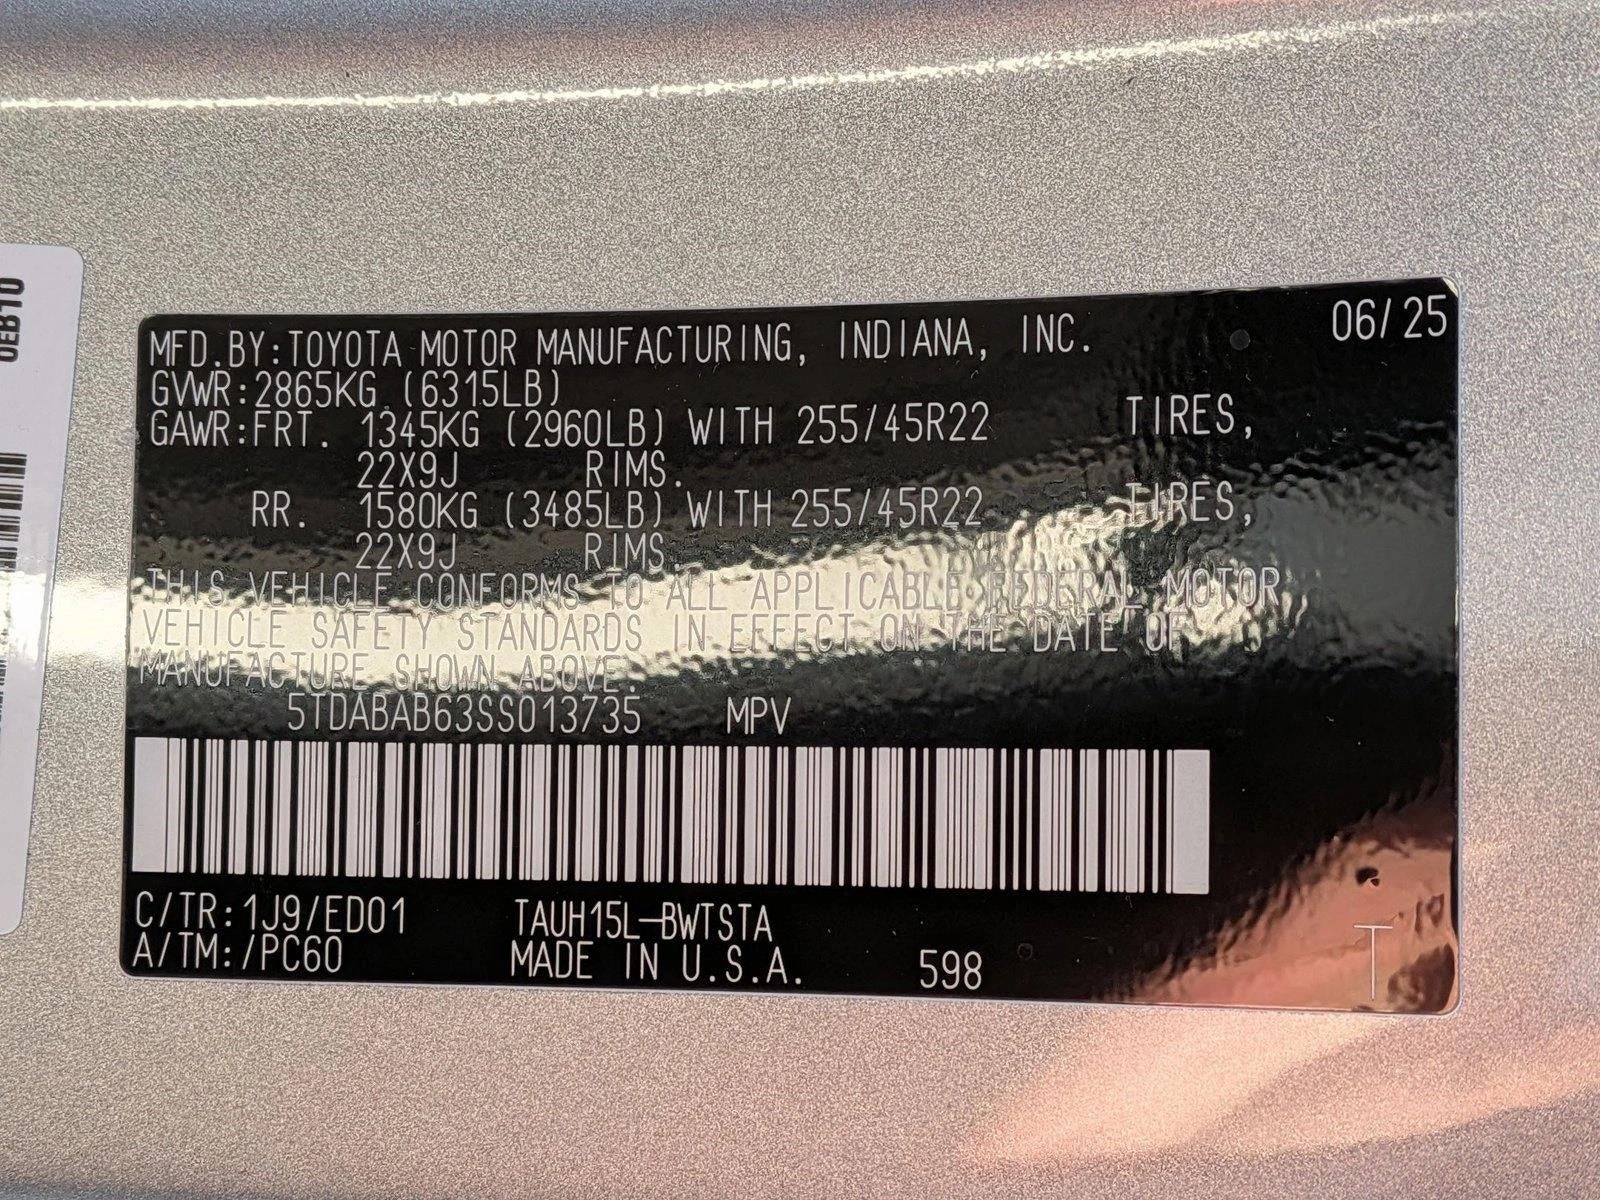 MFD.BY:TOYOTA MOTOR MANUFACTURING, INDIANA, INC. 06/25
GVWR:2865KG (6315LB)
GAWR:FRT. 1345KG (2960LB) WITH 255/45R22 TIRES,
22X9J RIMS.
RR. 1580KG (3485LB) WITH 255/45R22 TIRES,
22X9J RIMS.
THIS VEHICLE CONFORMS TO ALL APPLICABLE FEDERAL MOTOR
VEHICLE SAFETY STANDARDS IN EFFECT ON THE DATE OF
MANUFACTURE SHOWN ABOVE.
5TDABAB63SS013735 MPV
C/TR:1J9/ED01 TAUH15L-BWTSTA
A/TM:/PC60 MADE IN U.S.A. 598
T
0EB10